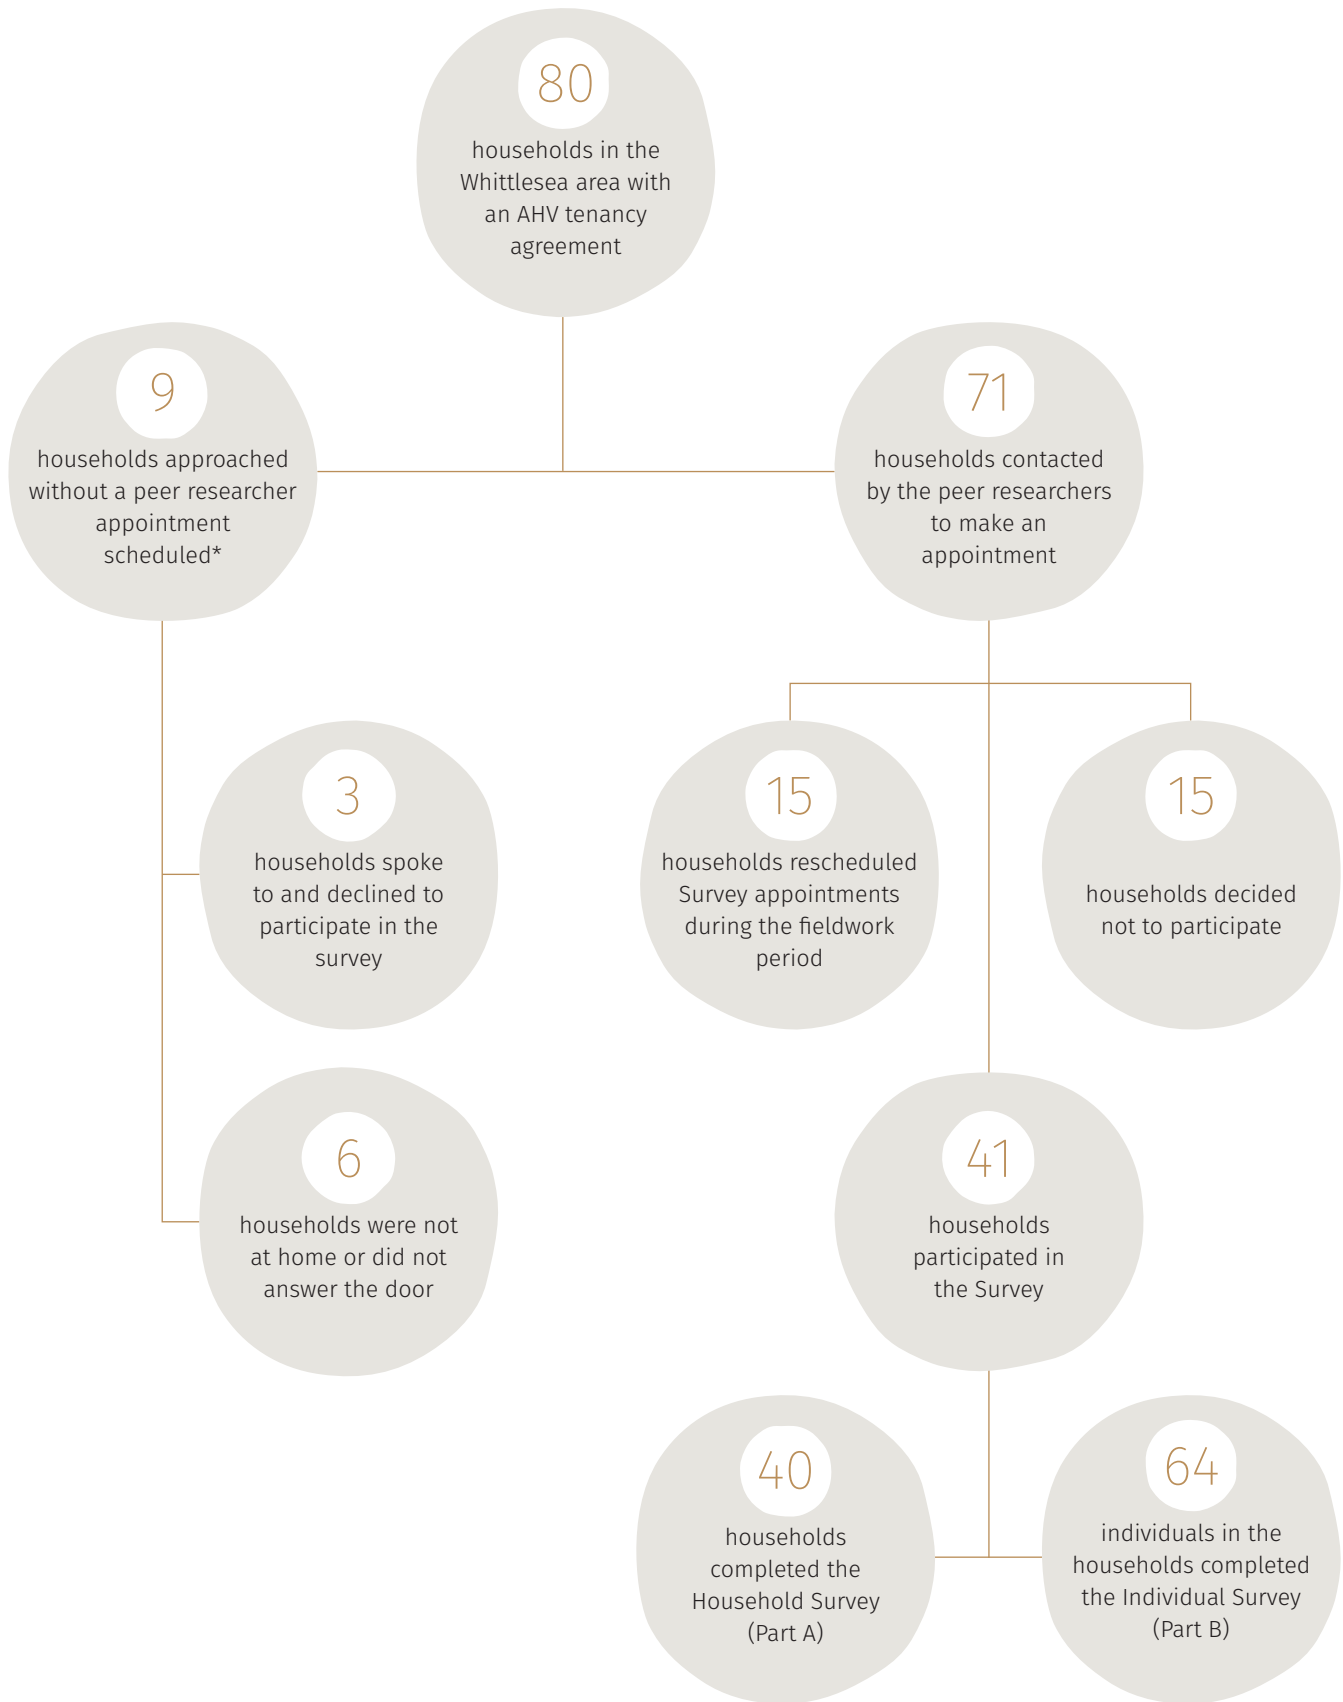 80
households in the
Whittlesea area with
an AHV tenancy
agreement
9
households approached
without a peer researcher
appointment
scheduled*
71
households contacted
by the peer researchers
to make an
appointment
3
households spoke
to and declined to
participate in the
survey
15
households rescheduled
Survey appointments
during the fieldwork
period
15
households decided
not to participate
6
households were not
at home or did not
answer the door
41
households
participated in
the Survey
40
households
completed the
Household Survey
(Part A)
64
individuals in the
households completed
the Individual Survey
(Part B)